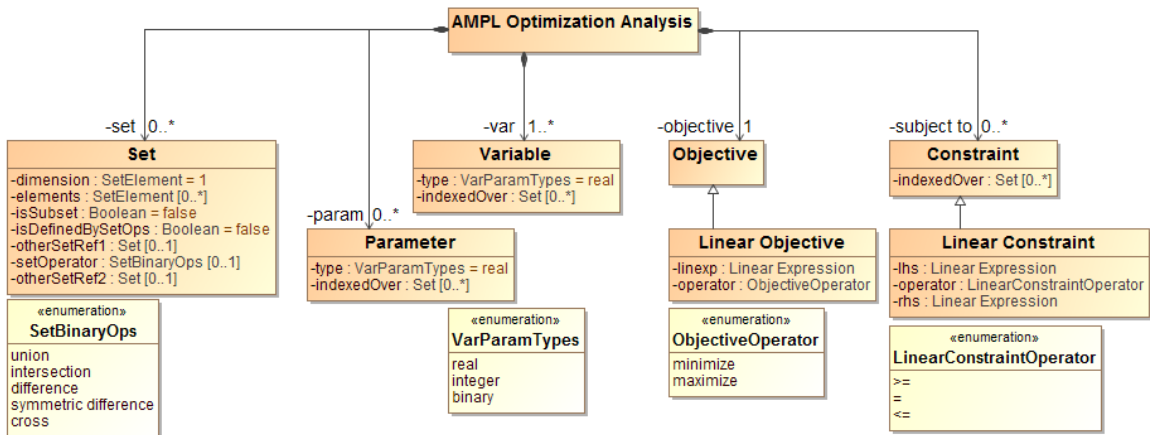 AMPL Optimization Analysis
-set 0..*
-param 0..*
-var 1..*
-objective 1
-subject to 0..*
Set
-dimension : SetElement = 1
-elements : SetElement [0..*]
-isSubset : Boolean = false
-isDefinedBySetOps : Boolean = false
-otherSetRef1 : Set [0..1]
-setOperator : SetBinaryOps [0..1]
-otherSetRef2 : Set [0..1]
«enumeration»
SetBinaryOps
union
intersection
difference
symmetric difference
cross
Parameter
-type : VarParamTypes = real
-indexedOver : Set [0..*]
Variable
-type : VarParamTypes = real
-indexedOver : Set [0..*]
«enumeration»
VarParamTypes
real
integer
binary
Objective
Linear Objective
-linexp : Linear Expression
-operator : ObjectiveOperator
«enumeration»
ObjectiveOperator
minimize
maximize
Constraint
-indexedOver : Set [0..*]
Linear Constraint
-lhs : Linear Expression
-operator : LinearConstraintOperator
-rhs : Linear Expression
«enumeration»
LinearConstraintOperator
>=
=
<=